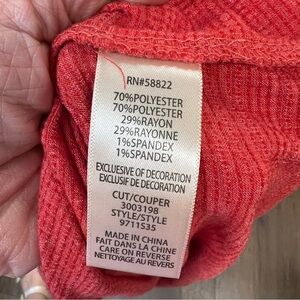 RN#58822
70%POLYESTER
70%POLYESTER
29%RAYON
29%RAYONNE
1%SPANDEX
1%SPANDEX
EXCLUSIVE OF DECORATION
EXCLUSIF DE DECORATION
CUT/COUPER
3003198
STYLE/STYLE
9711S35
MADE IN CHINA
FAIT DANS LA CHINE
CARE ON REVERSE
NETTOYAGE AU REVERS